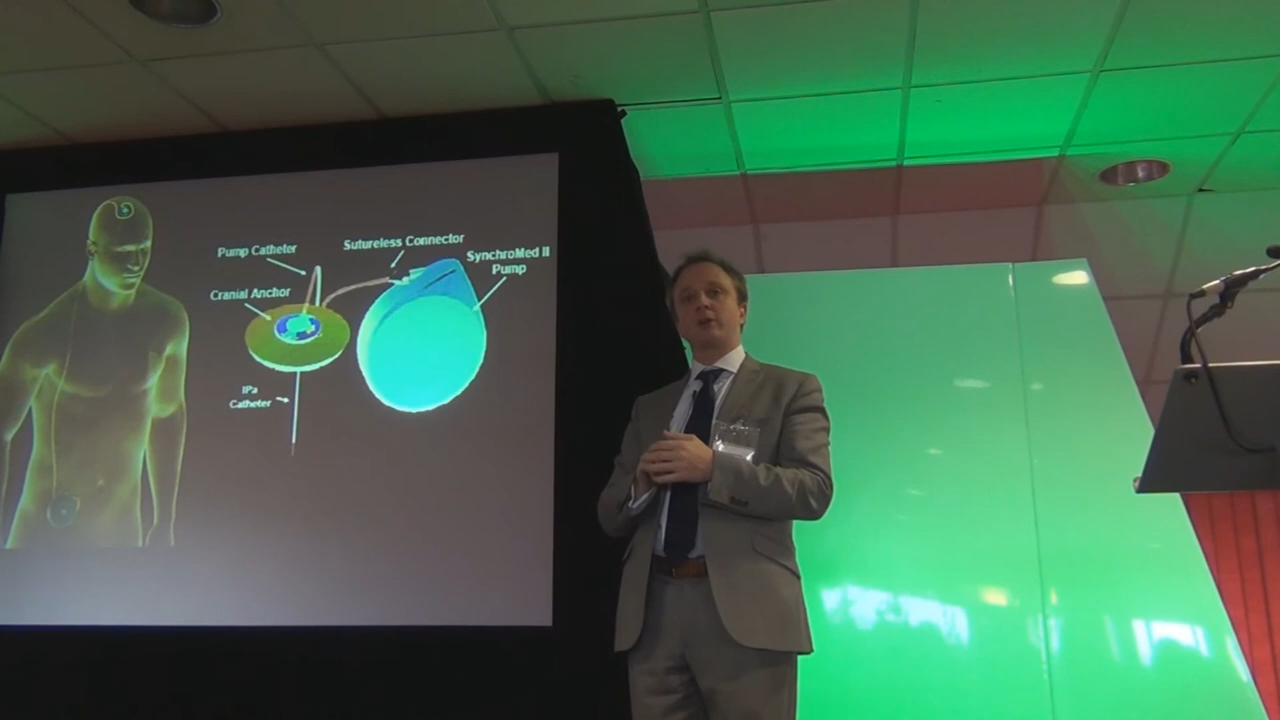 Pump Catheter
Sutureless Connector
SynchroMed II
Pump
Cranial Anchor
IPa
Catheter